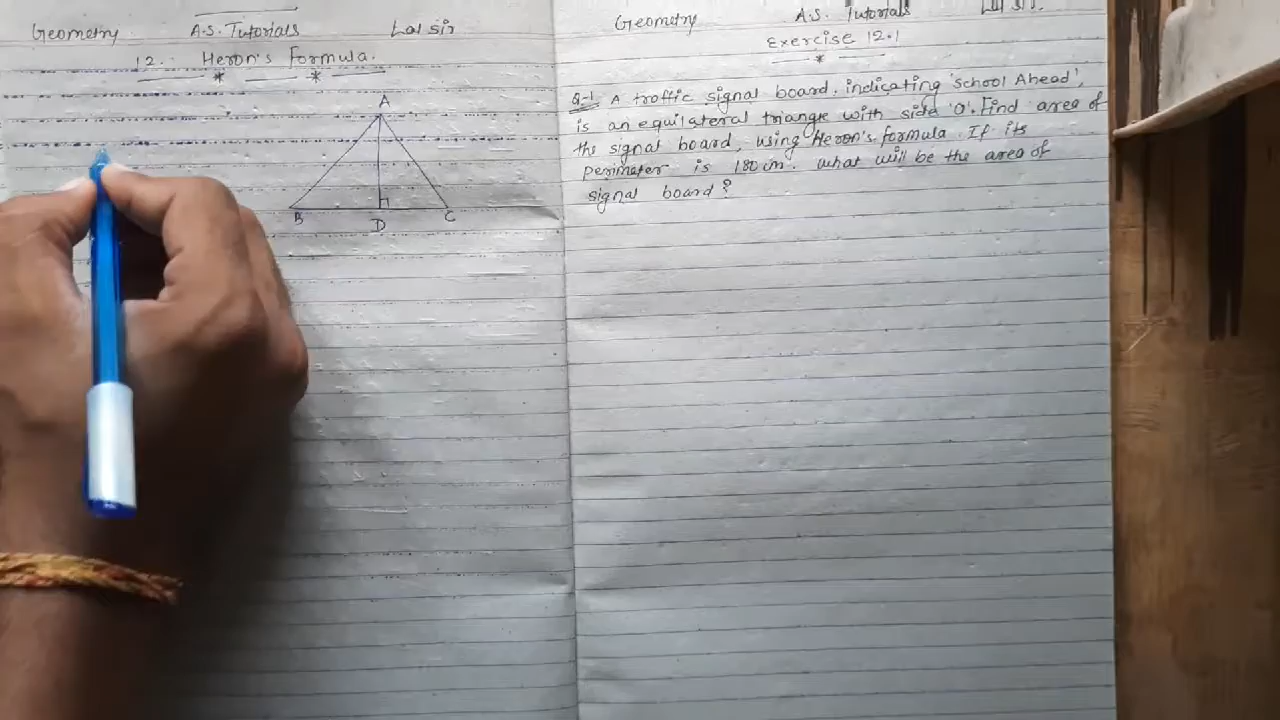 Geometry A.S. Tutorials Lal sir
12. Heron's Formula.
A
B
D
C
Geometry A.S. Tutorials Lal sir.
Exercise 12.1
Q-1 A traffic signal board, indicating 'School Ahead',
is an equilateral triangle with side 'a'. Find area of
the signal board, using Heron's formula. If its
perimeter is 180 cm. what will be the area of
signal board?